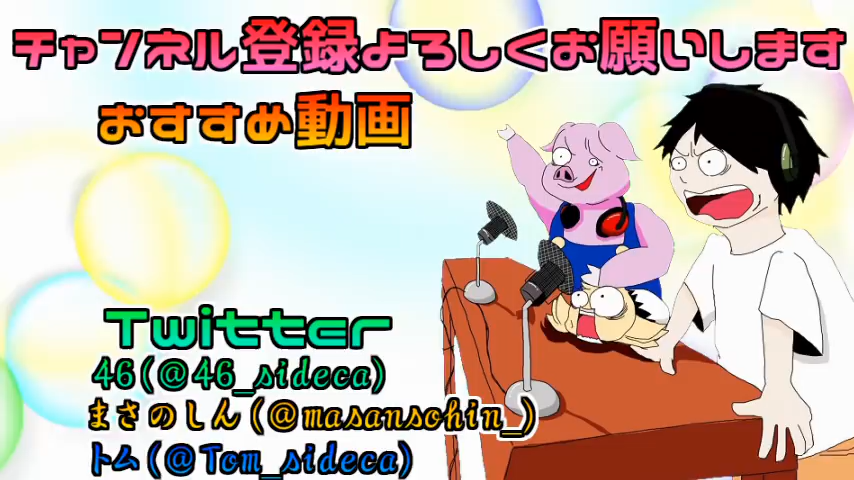 チャンネル登録よろしくお願いします
おすすめ動画
Twitter
46(@46_sideca)
まさのしん(@masansohin_)
トム(@Tom_sideca)